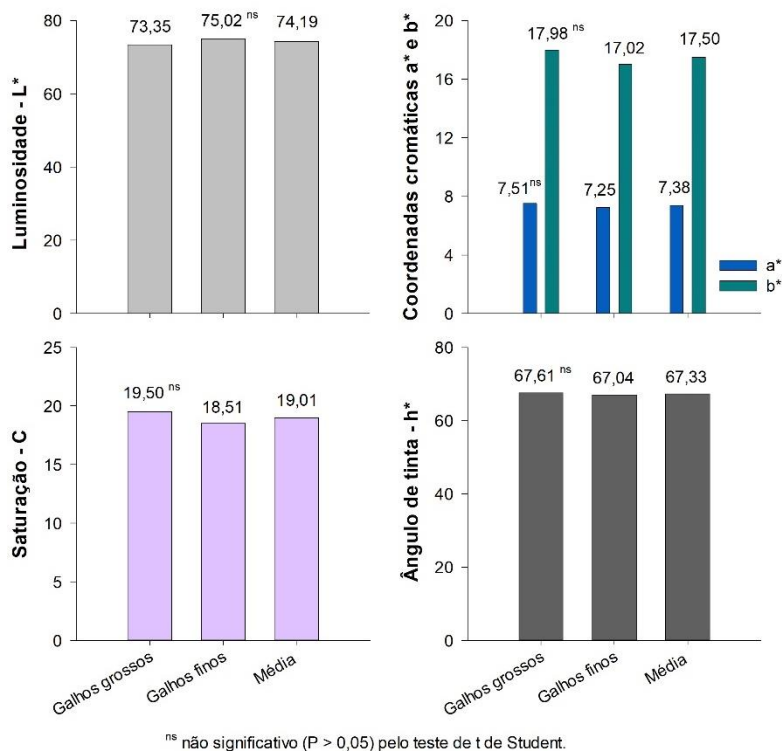 Luminosidade - L*
80
60
40
20
0
73,35
75,02 ns
74,19
Coordenadas cromáticas a* e b*
20
16
12
8
4
0
17,98 ns
17,02
17,50
7,51 ns
7,25
7,38
a*
b*
Saturação - C
25
20
15
10
5
0
19,50 ns
18,51
19,01
Galhos grossos
Galhos finos
Média
Ângulo de tinta - h*
80
60
40
20
0
67,61 ns
67,04
67,33
Galhos grossos
Galhos finos
Média
ns não significativo (P > 0,05) pelo teste de t de Student.